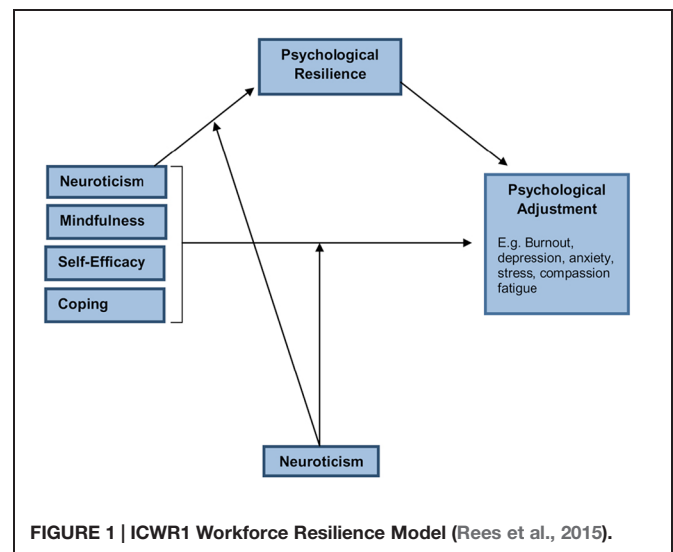 Psychological
Resilience
Neuroticism
Mindfulness
Self-Efficacy
Coping
Psychological
Adjustment
E.g. Burnout,
depression, anxiety,
stress, compassion
fatigue
Neuroticism
FIGURE 1 | ICWR1 Workforce Resilience Model (Rees et al., 2015).